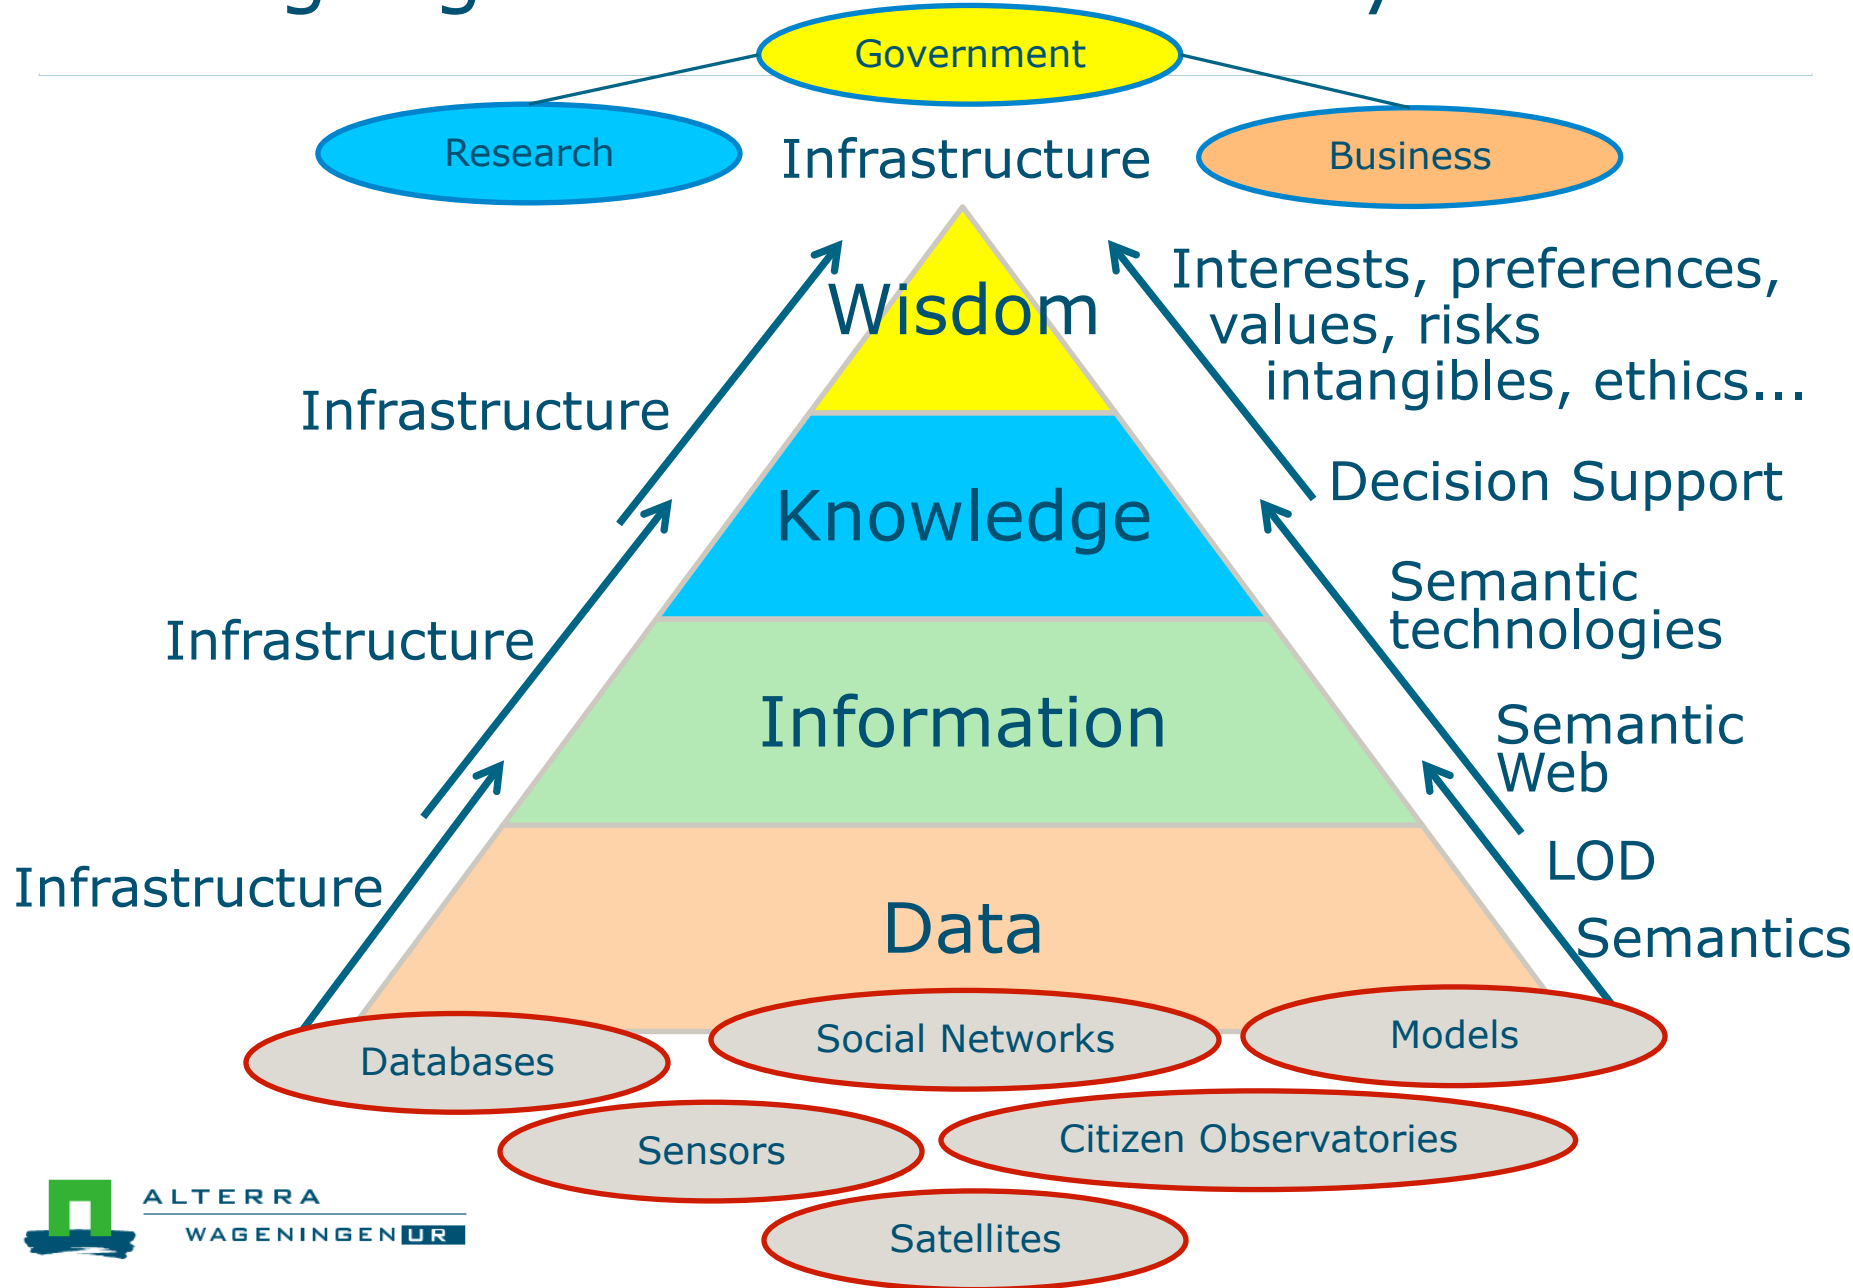 Government
Research
Infrastructure
Business
Interests, preferences,
values, risks
intangibles, ethics...
Wisdom
Infrastructure
Decision Support
Knowledge
Semantic
technologies
Infrastructure
Information
Semantic
Web
LOD
Infrastructure
Data
Semantics
Databases
Social Networks
Models
Sensors
Citizen Observatories
Satellites
ALTERRA
WAGENINGEN UR